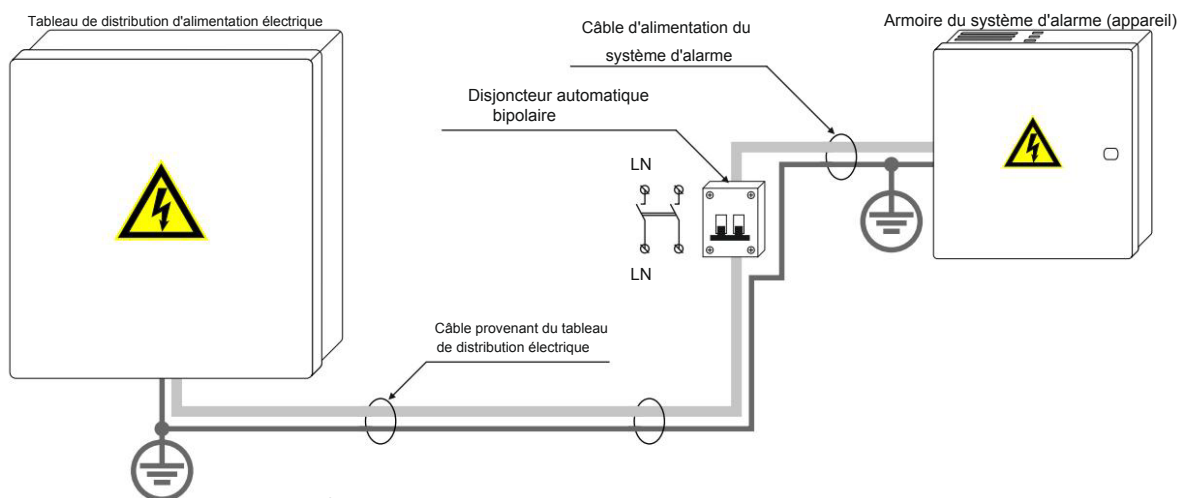 Tableau de distribution d'alimentation électrique
Câble d'alimentation du
système d'alarme
Armoire du système d'alarme (appareil)
Disjoncteur automatique
bipolaire
LN
LN
Câble provenant du tableau
de distribution électrique